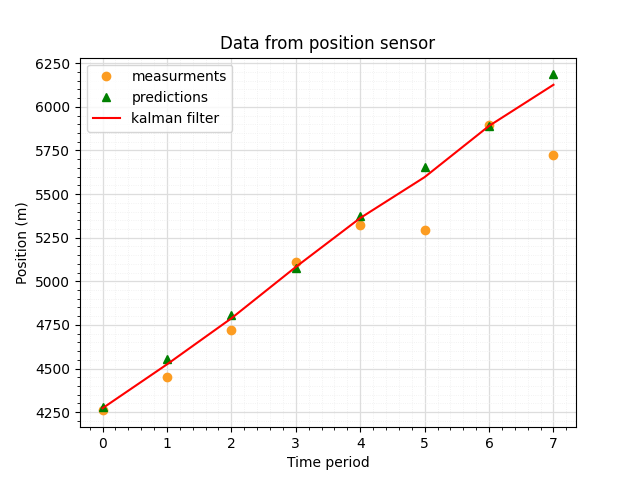 Data from position sensor
measurments
predictions
kalman filter
6250
6000
5750
5500
5250
5000
4750
4500
4250
Position (m)
0 1 2 3 4 5 6 7
Time period